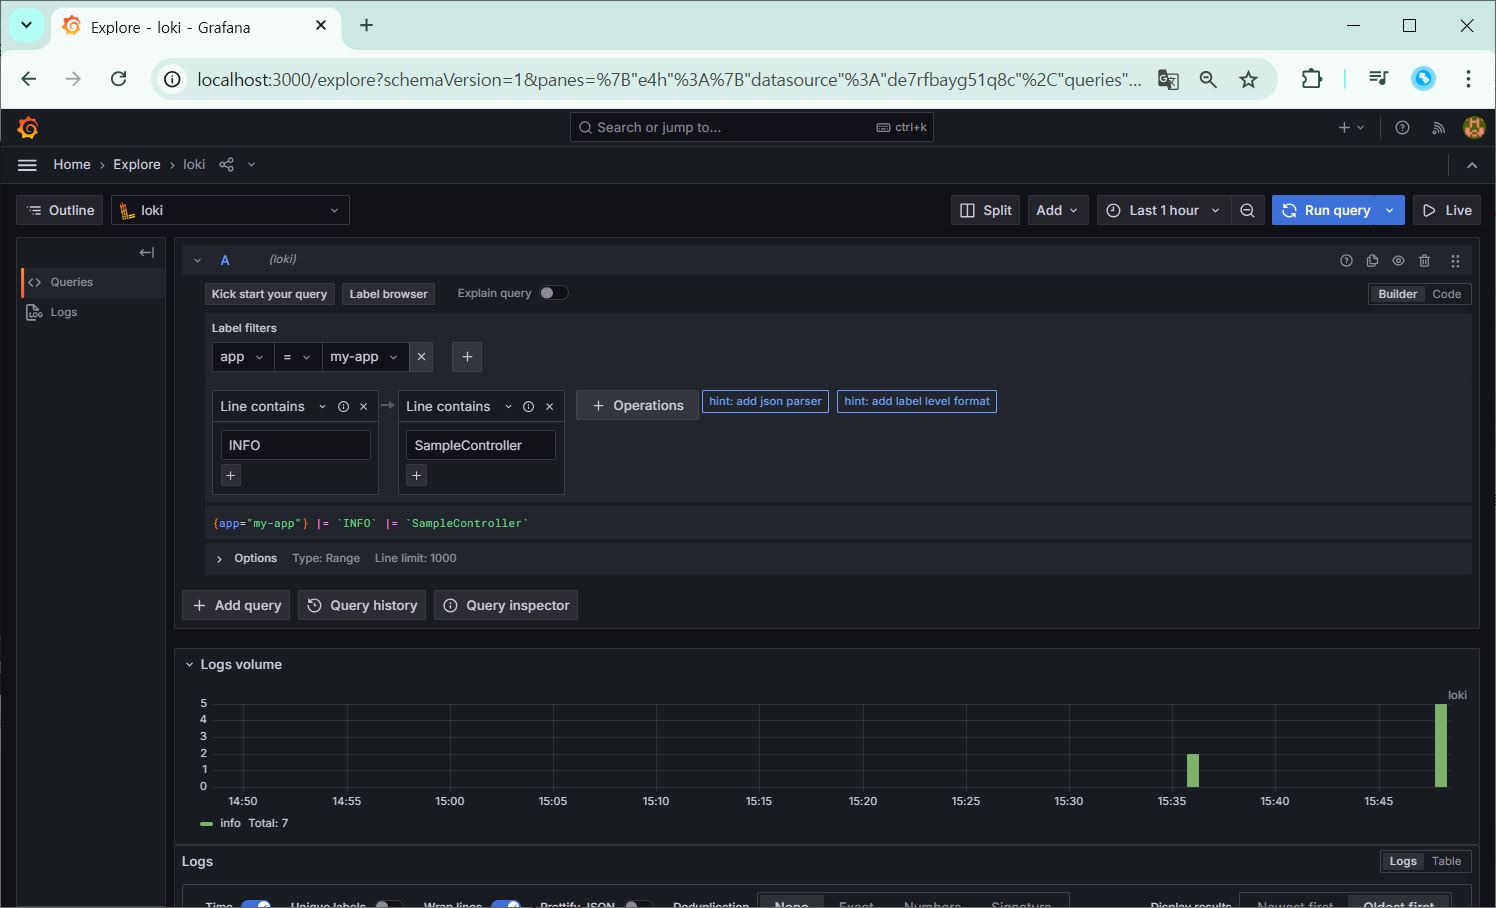 Explore - loki - Grafana
localhost:3000/explore?schemaVersion=1&panes=%7B"e4h"%3A%7B"datasource"%3A"de7rfbayg51q8c"%2C"queries"...
Search or jump to... ctrl+k
Home › Explore › loki
Outline loki Split Add Last 1 hour Run query Live
Queries
Logs
A (loki)
Kick start your query Label browser Explain query Builder Code
Label filters
app = my-app
Line contains Line contains + Operations hint: add json parser hint: add label level format
INFO SampleController
{app="my-app"} |= `INFO` |= `SampleController`
Options Type: Range Line limit: 1000
+ Add query Query history Query inspector
Logs volume
loki
5
4
3
2
1
0
14:50 14:55 15:00 15:05 15:10 15:15 15:20 15:25 15:30 15:35 15:40 15:45
info Total: 7
Logs Logs Table
Time Unique labels Wrap lines Prettify JSON Deduplication None Exact Numbers Signature Display results Newest first Oldest first